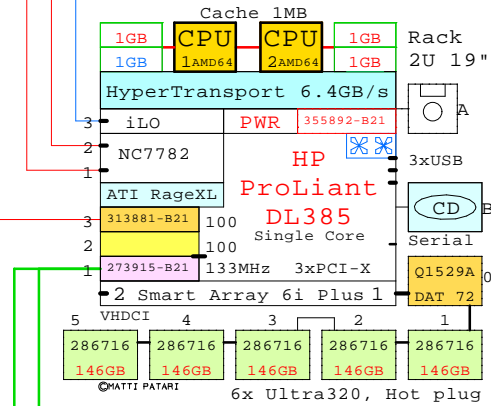 Cache 1MB
1GB CPU CPU 1GB Rack
1GB 1AMD64 2AMD64 1GB 2U 19"
HyperTransport 6.4GB/s
3 iLO PWR 355892-B21 A
2 NC7782 HP 3xUSB
1 ProLiant
ATI RageXL DL385 CD B
3 313881-B21 100 Single Core Serial
2 100
1 273915-B21 133MHz 3xPCI-X Q1529A 0
2 Smart Array 6i Plus 1 DAT 72
VHDCI
5 4 3 2 1
286716 286716 286716 286716 286716
146GB 146GB 146GB 146GB 146GB
©MATTI PATARI
6x Ultra320, Hot plug